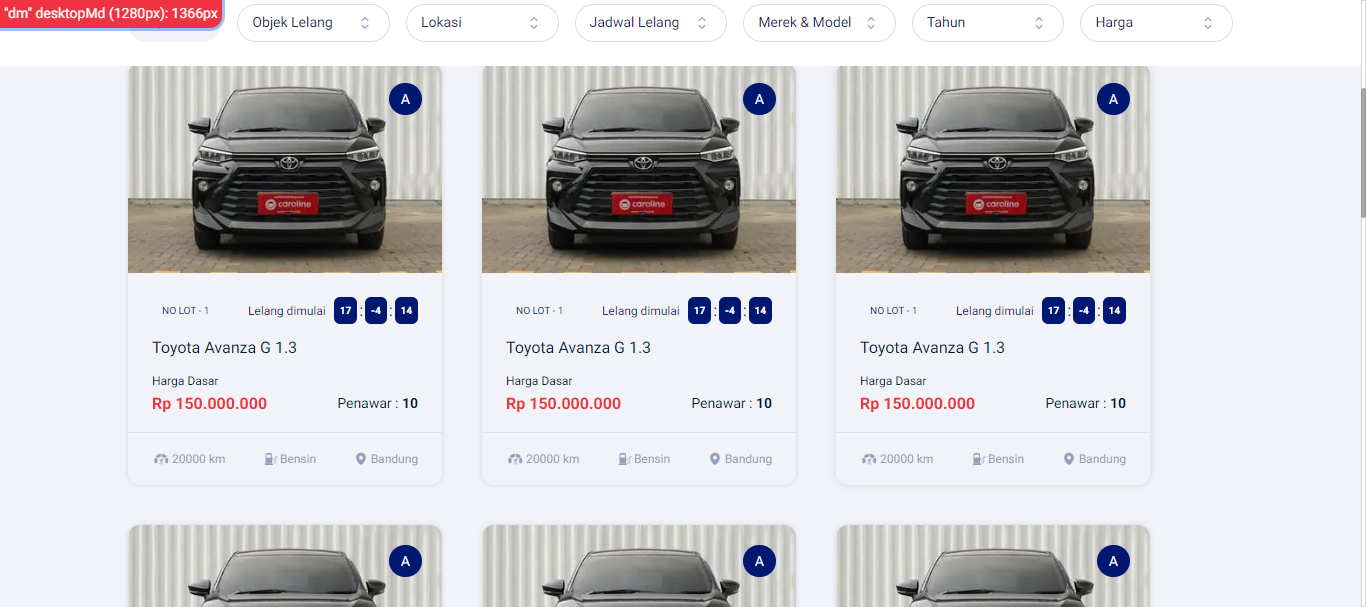 "dm" desktopMd (1280px): 1366px
Objek Lelang
Lokasi
Jadwal Lelang
Merek & Model
Tahun
Harga
A
A
A
caroline
caroline
caroline
NO LOT - 1 Lelang dimulai 17 : -4 : 14
Toyota Avanza G 1.3
Harga Dasar
Rp 150.000.000 Penawar : 10
20000 km Bensin Bandung
NO LOT - 1 Lelang dimulai 17 : -4 : 14
Toyota Avanza G 1.3
Harga Dasar
Rp 150.000.000 Penawar : 10
20000 km Bensin Bandung
NO LOT - 1 Lelang dimulai 17 : -4 : 14
Toyota Avanza G 1.3
Harga Dasar
Rp 150.000.000 Penawar : 10
20000 km Bensin Bandung
A
A
A